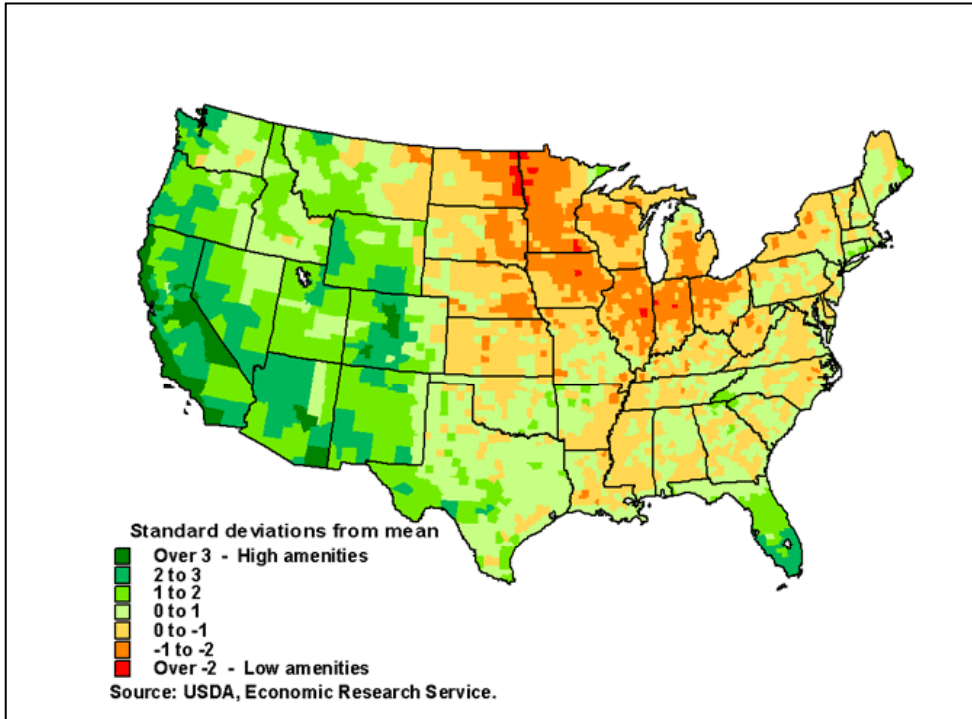 Standard deviations from mean
Over 3 - High amenities
2 to 3
1 to 2
0 to 1
0 to -1
-1 to -2
Over -2 - Low amenities
Source: USDA, Economic Research Service.